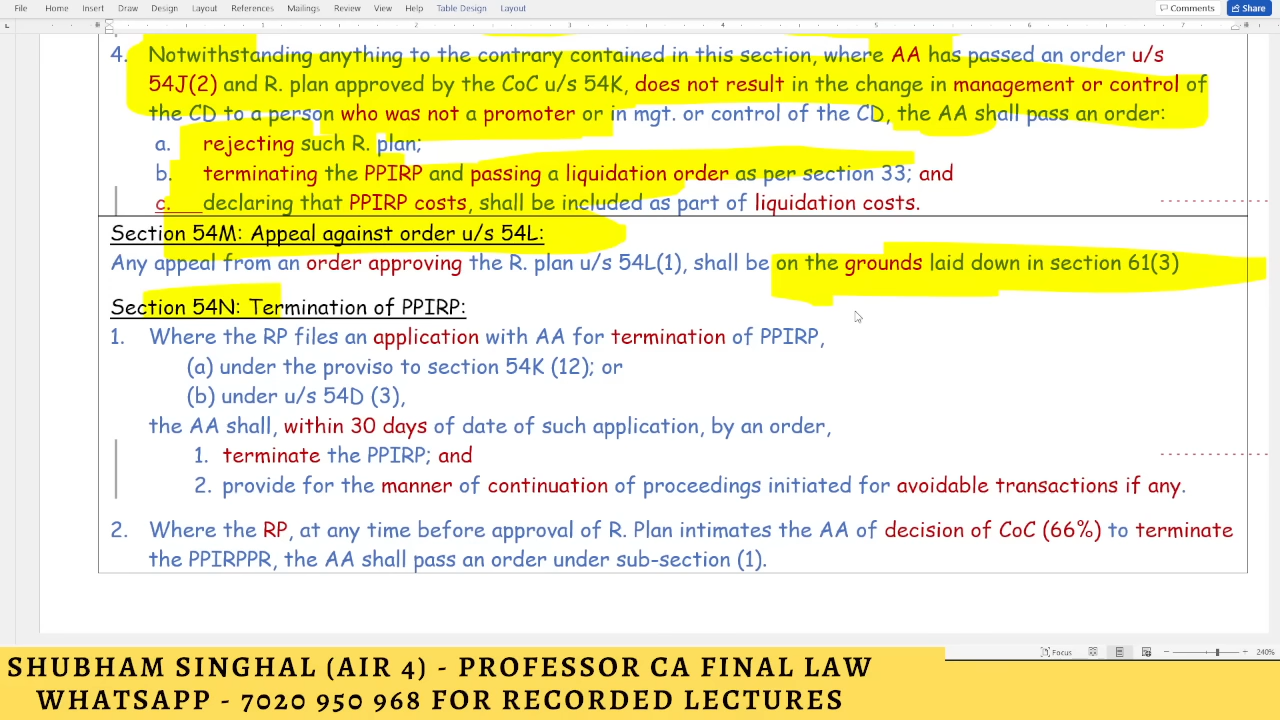 File Home Insert Draw Design Layout References Mailings Review View Help Table Design Layout Comments Share
1 2 3 4 5 6 7
4. Notwithstanding anything to the contrary contained in this section, where AA has passed an order u/s
54J(2) and R. plan approved by the CoC u/s 54K, does not result in the change in management or control of
the CD to a person who was not a promoter or in mgt. or control of the CD, the AA shall pass an order:
a. rejecting such R. plan;
b. terminating the PPIRP and passing a liquidation order as per section 33; and
c. declaring that PPIRP costs, shall be included as part of liquidation costs.
Section 54M: Appeal against order u/s 54L:
Any appeal from an order approving the R. plan u/s 54L(1), shall be on the grounds laid down in section 61(3)
Section 54N: Termination of PPIRP:
1. Where the RP files an application with AA for termination of PPIRP,
(a) under the proviso to section 54K (12); or
(b) under u/s 54D (3),
the AA shall, within 30 days of date of such application, by an order,
1. terminate the PPIRP; and
2. provide for the manner of continuation of proceedings initiated for avoidable transactions if any.
2. Where the RP, at any time before approval of R. Plan intimates the AA of decision of CoC (66%) to terminate
the PPIRPPR, the AA shall pass an order under sub-section (1).
Focus 240%
SHUBHAM SINGHAL (AIR 4) - PROFESSOR CA FINAL LAW
WHATSAPP - 7020 950 968 FOR RECORDED LECTURES